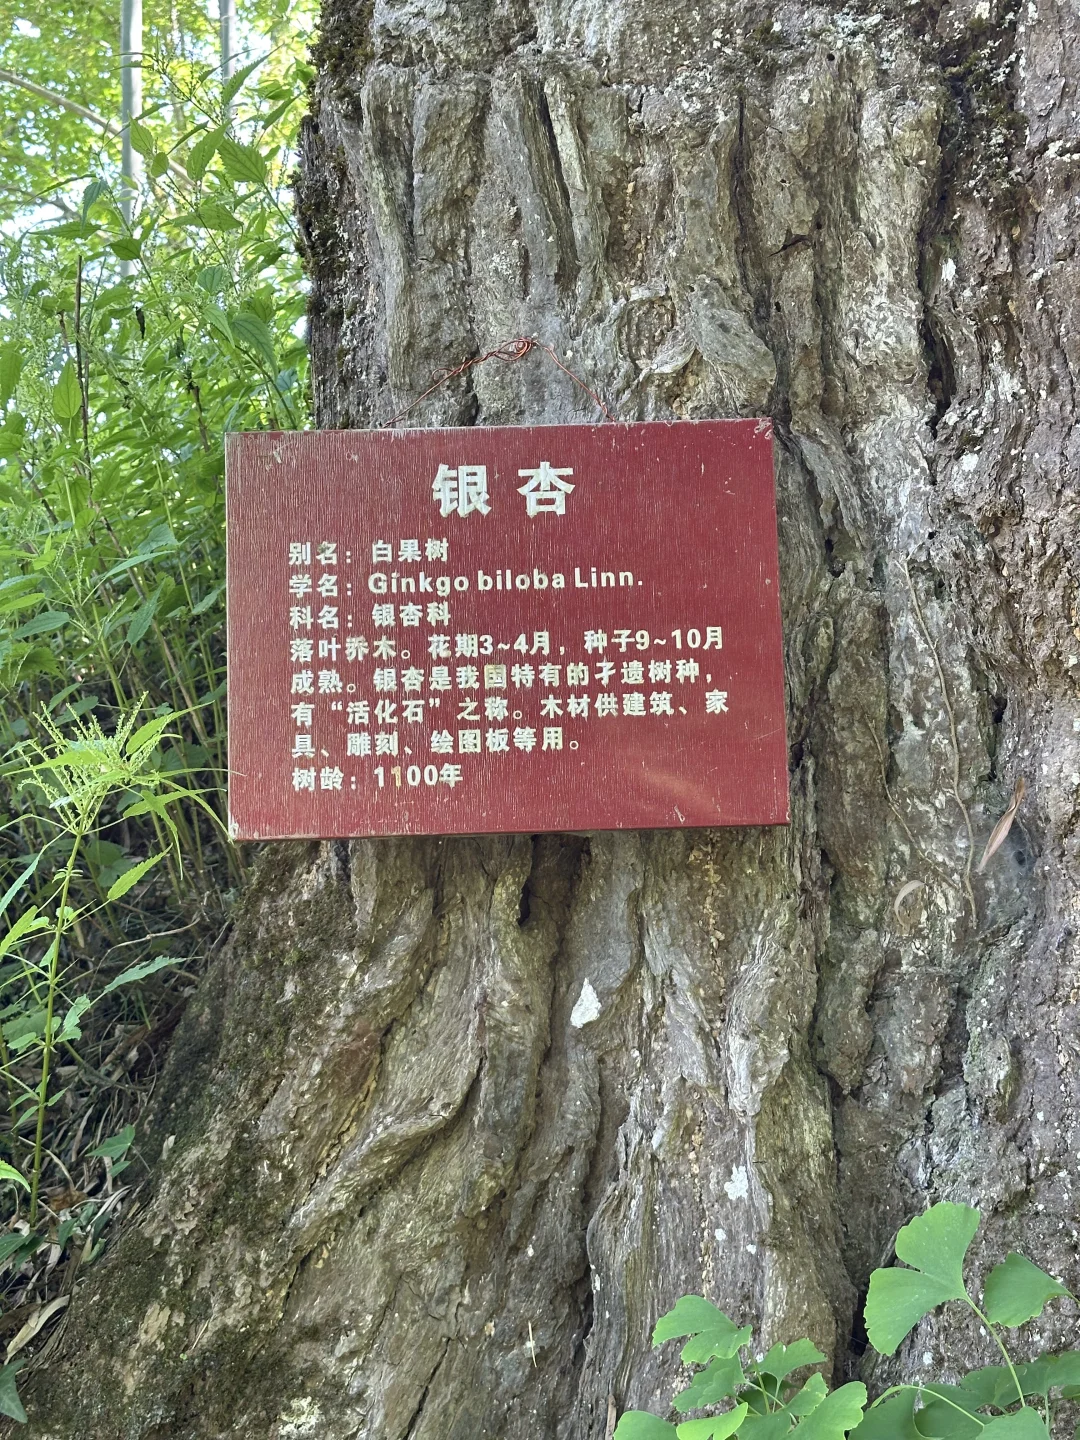 银杏
别名：白果树
学名：Ginkgo biloba Linn.
科名：银杏科
落叶乔木。花期3~4月，种子9~10月
成熟。银杏是我国特有的孑遗树种，
有“活化石”之称。木材供建筑、家
具、雕刻、绘图板等用。
树龄：1100年